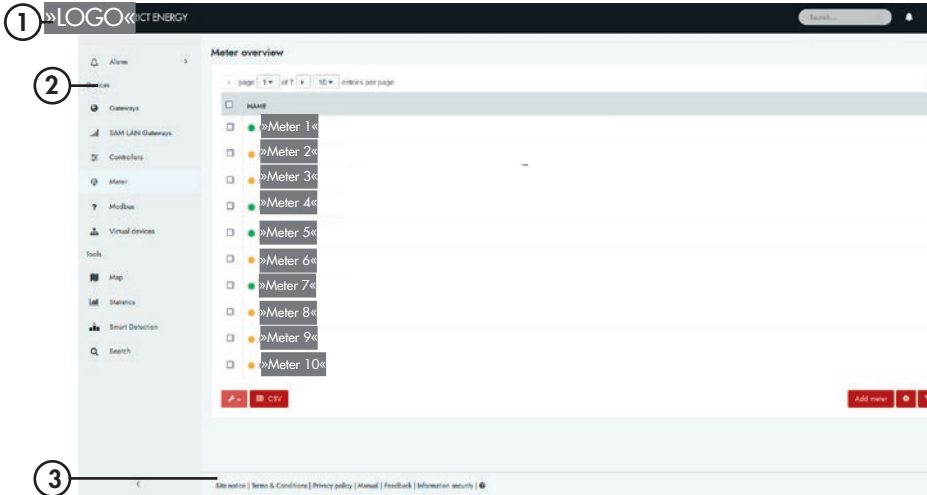 1 »LOGO« ICT ENERGY Search...
Meter overview
Alarm
page 1 of 7 10 entries per page
2 Devices
NAME
Gateways
»Meter 1«
SAM LAN Gateways
»Meter 2«
Controllers
»Meter 3«
Meter
»Meter 4«
? Modbus
Virtual devices
»Meter 5«
Tools
»Meter 6«
Map
»Meter 7«
Statistics
»Meter 8«
Smart Detection
»Meter 9«
Search
»Meter 10«
CSV Add meter
3 < Site notice | Terms & Conditions | Privacy policy | Manual | Feedback | Information security |